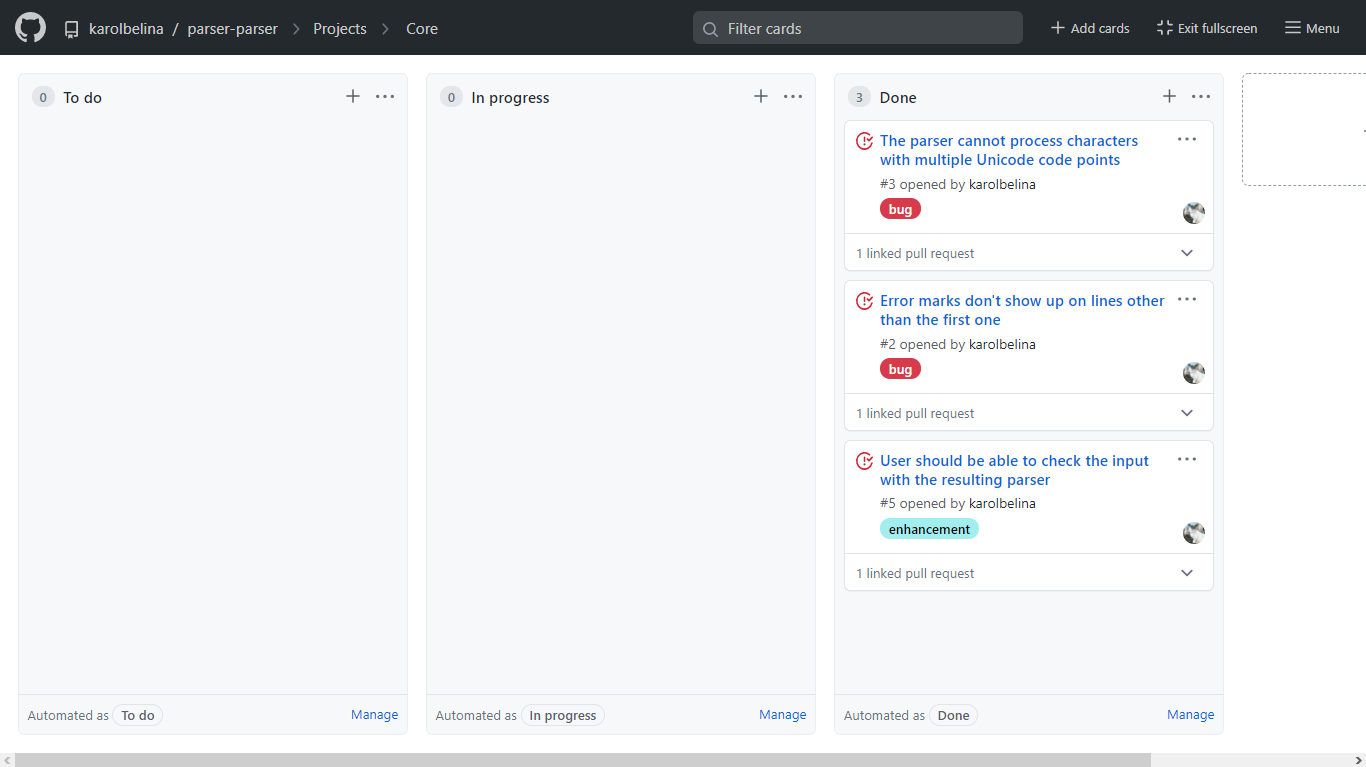 karolbelina / parser-parser Projects Core
Filter cards
Add cards
Exit fullscreen
Menu
0 To do
Automated as To do
Manage
0 In progress
Automated as In progress
Manage
3 Done
The parser cannot process characters
with multiple Unicode code points
#3 opened by karolbelina
bug
1 linked pull request
Error marks don't show up on lines other
than the first one
#2 opened by karolbelina
bug
1 linked pull request
User should be able to check the input
with the resulting parser
#5 opened by karolbelina
enhancement
1 linked pull request
Automated as Done
Manage